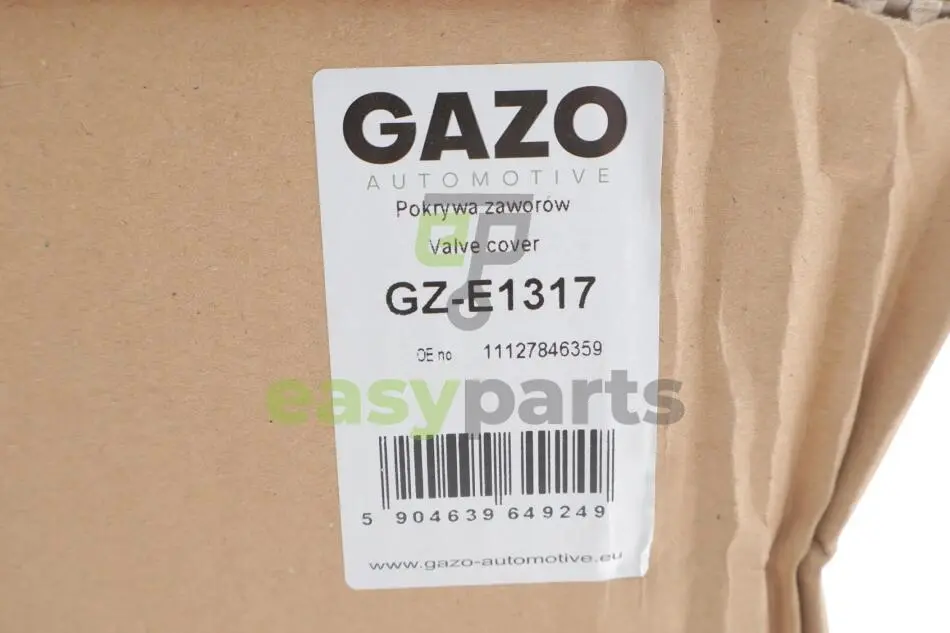 GAZO
AUTOMOTIVE
Pokrywa zaworów
Valve cover
GZ-E1317
OE no 11127846359
easyparts
5 904639 649249
www.gazo-automotive.eu